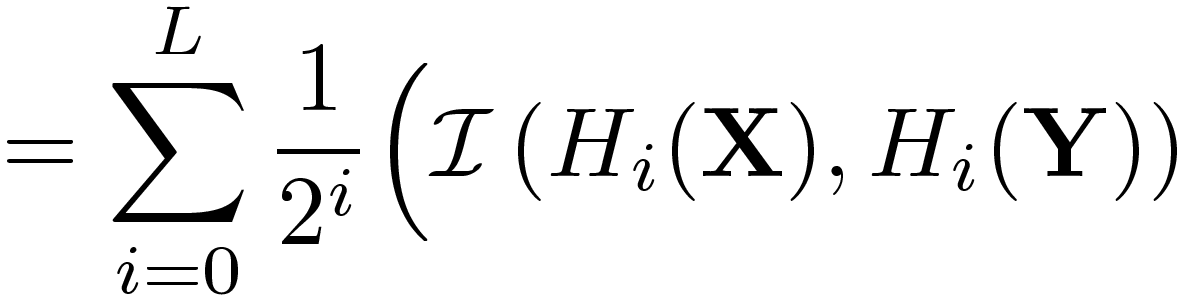 = \sum_{i=0}^{L} \frac{1}{2^i} \Big( \mathcal{I} \left( H_i(\mathbf{X}), H_i(\mathbf{Y}) \right)